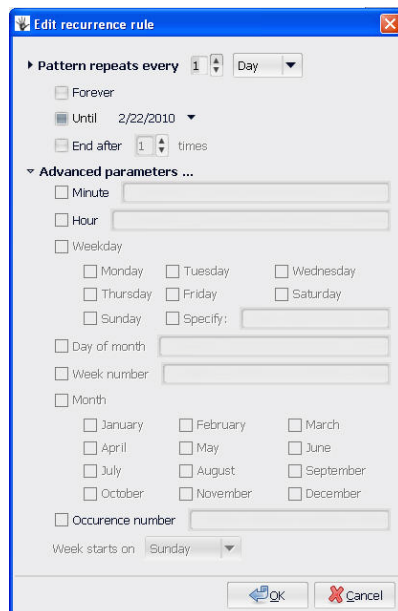 Edit recurrence rule
Pattern repeats every 1 Day
Forever
Until 2/22/2010
End after 1 times
Advanced parameters ...
Minute
Hour
Weekday
Monday Tuesday Wednesday
Thursday Friday Saturday
Sunday Specify:
Day of month
Week number
Month
January February March
April May June
July August September
October November December
Occurence number
Week starts on Sunday
OK Cancel